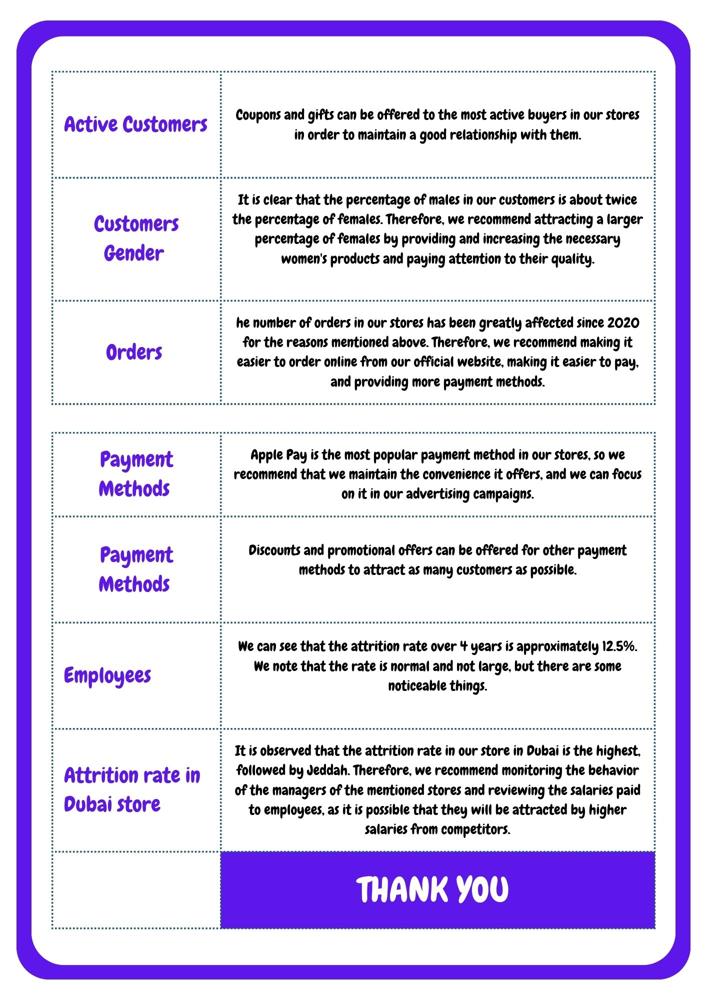 Active Customers
Coupons and gifts can be offered to the most active buyers in our stores
in order to maintain a good relationship with them.
Customers
Gender
It is clear that the percentage of males in our customers is about twice
the percentage of females. Therefore, we recommend attracting a larger
percentage of females by providing and increasing the necessary
women's products and paying attention to their quality.
Orders
he number of orders in our stores has been greatly affected since 2020
for the reasons mentioned above. Therefore, we recommend making it
easier to order online from our official website, making it easier to pay,
and providing more payment methods.
Payment
Methods
Apple Pay is the most popular payment method in our stores, so we
recommend that we maintain the convenience it offers, and we can focus
on it in our advertising campaigns.
Payment
Methods
Discounts and promotional offers can be offered for other payment
methods to attract as many customers as possible.
Employees
We can see that the attrition rate over 4 years is approximately 12.5%.
We note that the rate is normal and not large, but there are some
noticeable things.
Attrition rate in
Dubai store
It is observed that the attrition rate in our store in Dubai is the highest,
followed by Jeddah. Therefore, we recommend monitoring the behavior
of the managers of the mentioned stores and reviewing the salaries paid
to employees, as it is possible that they will be attracted by higher
salaries from competitors.
THANK YOU